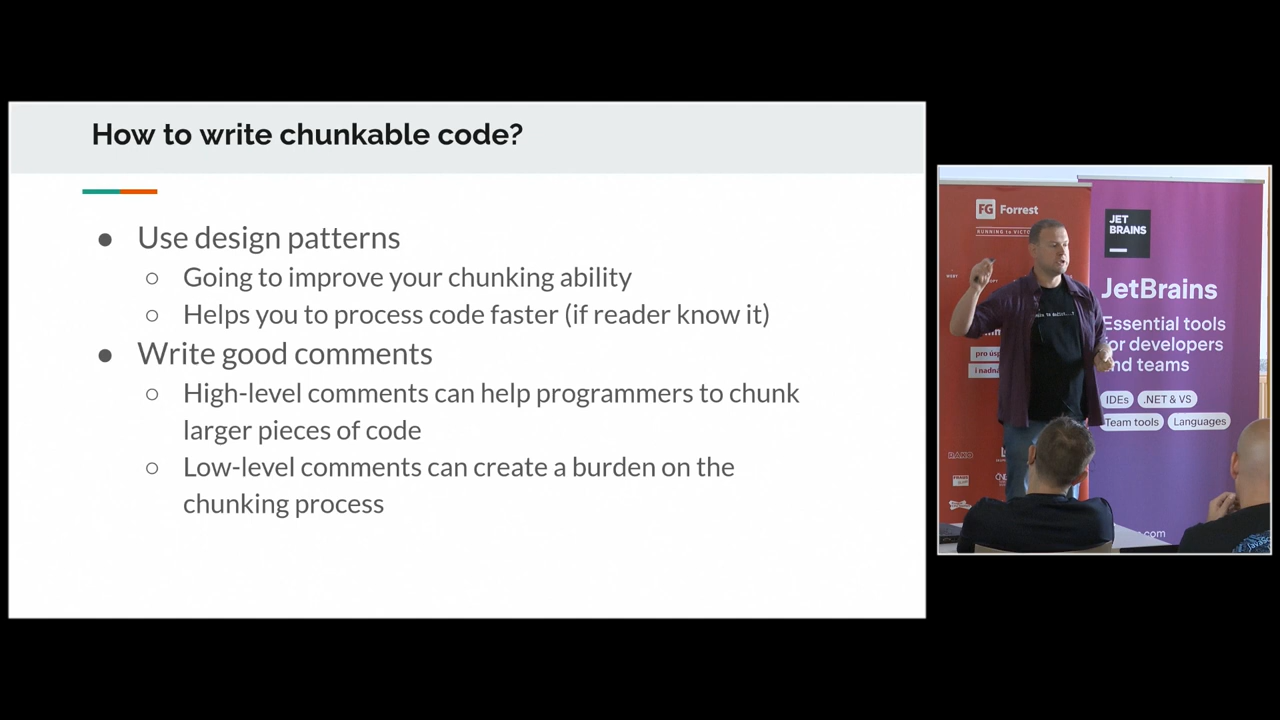 How to write chunkable code?
● Use design patterns
○ Going to improve your chunking ability
○ Helps you to process code faster (if reader know it)
● Write good comments
○ High-level comments can help programmers to chunk
larger pieces of code
○ Low-level comments can create a burden on the
chunking process
FG Forrest
pro
i nadná
JET
BRAINS
JetBrains
Essential tools
for developers
and teams
IDEs
.NET & VS
Team tools
Languages
.com